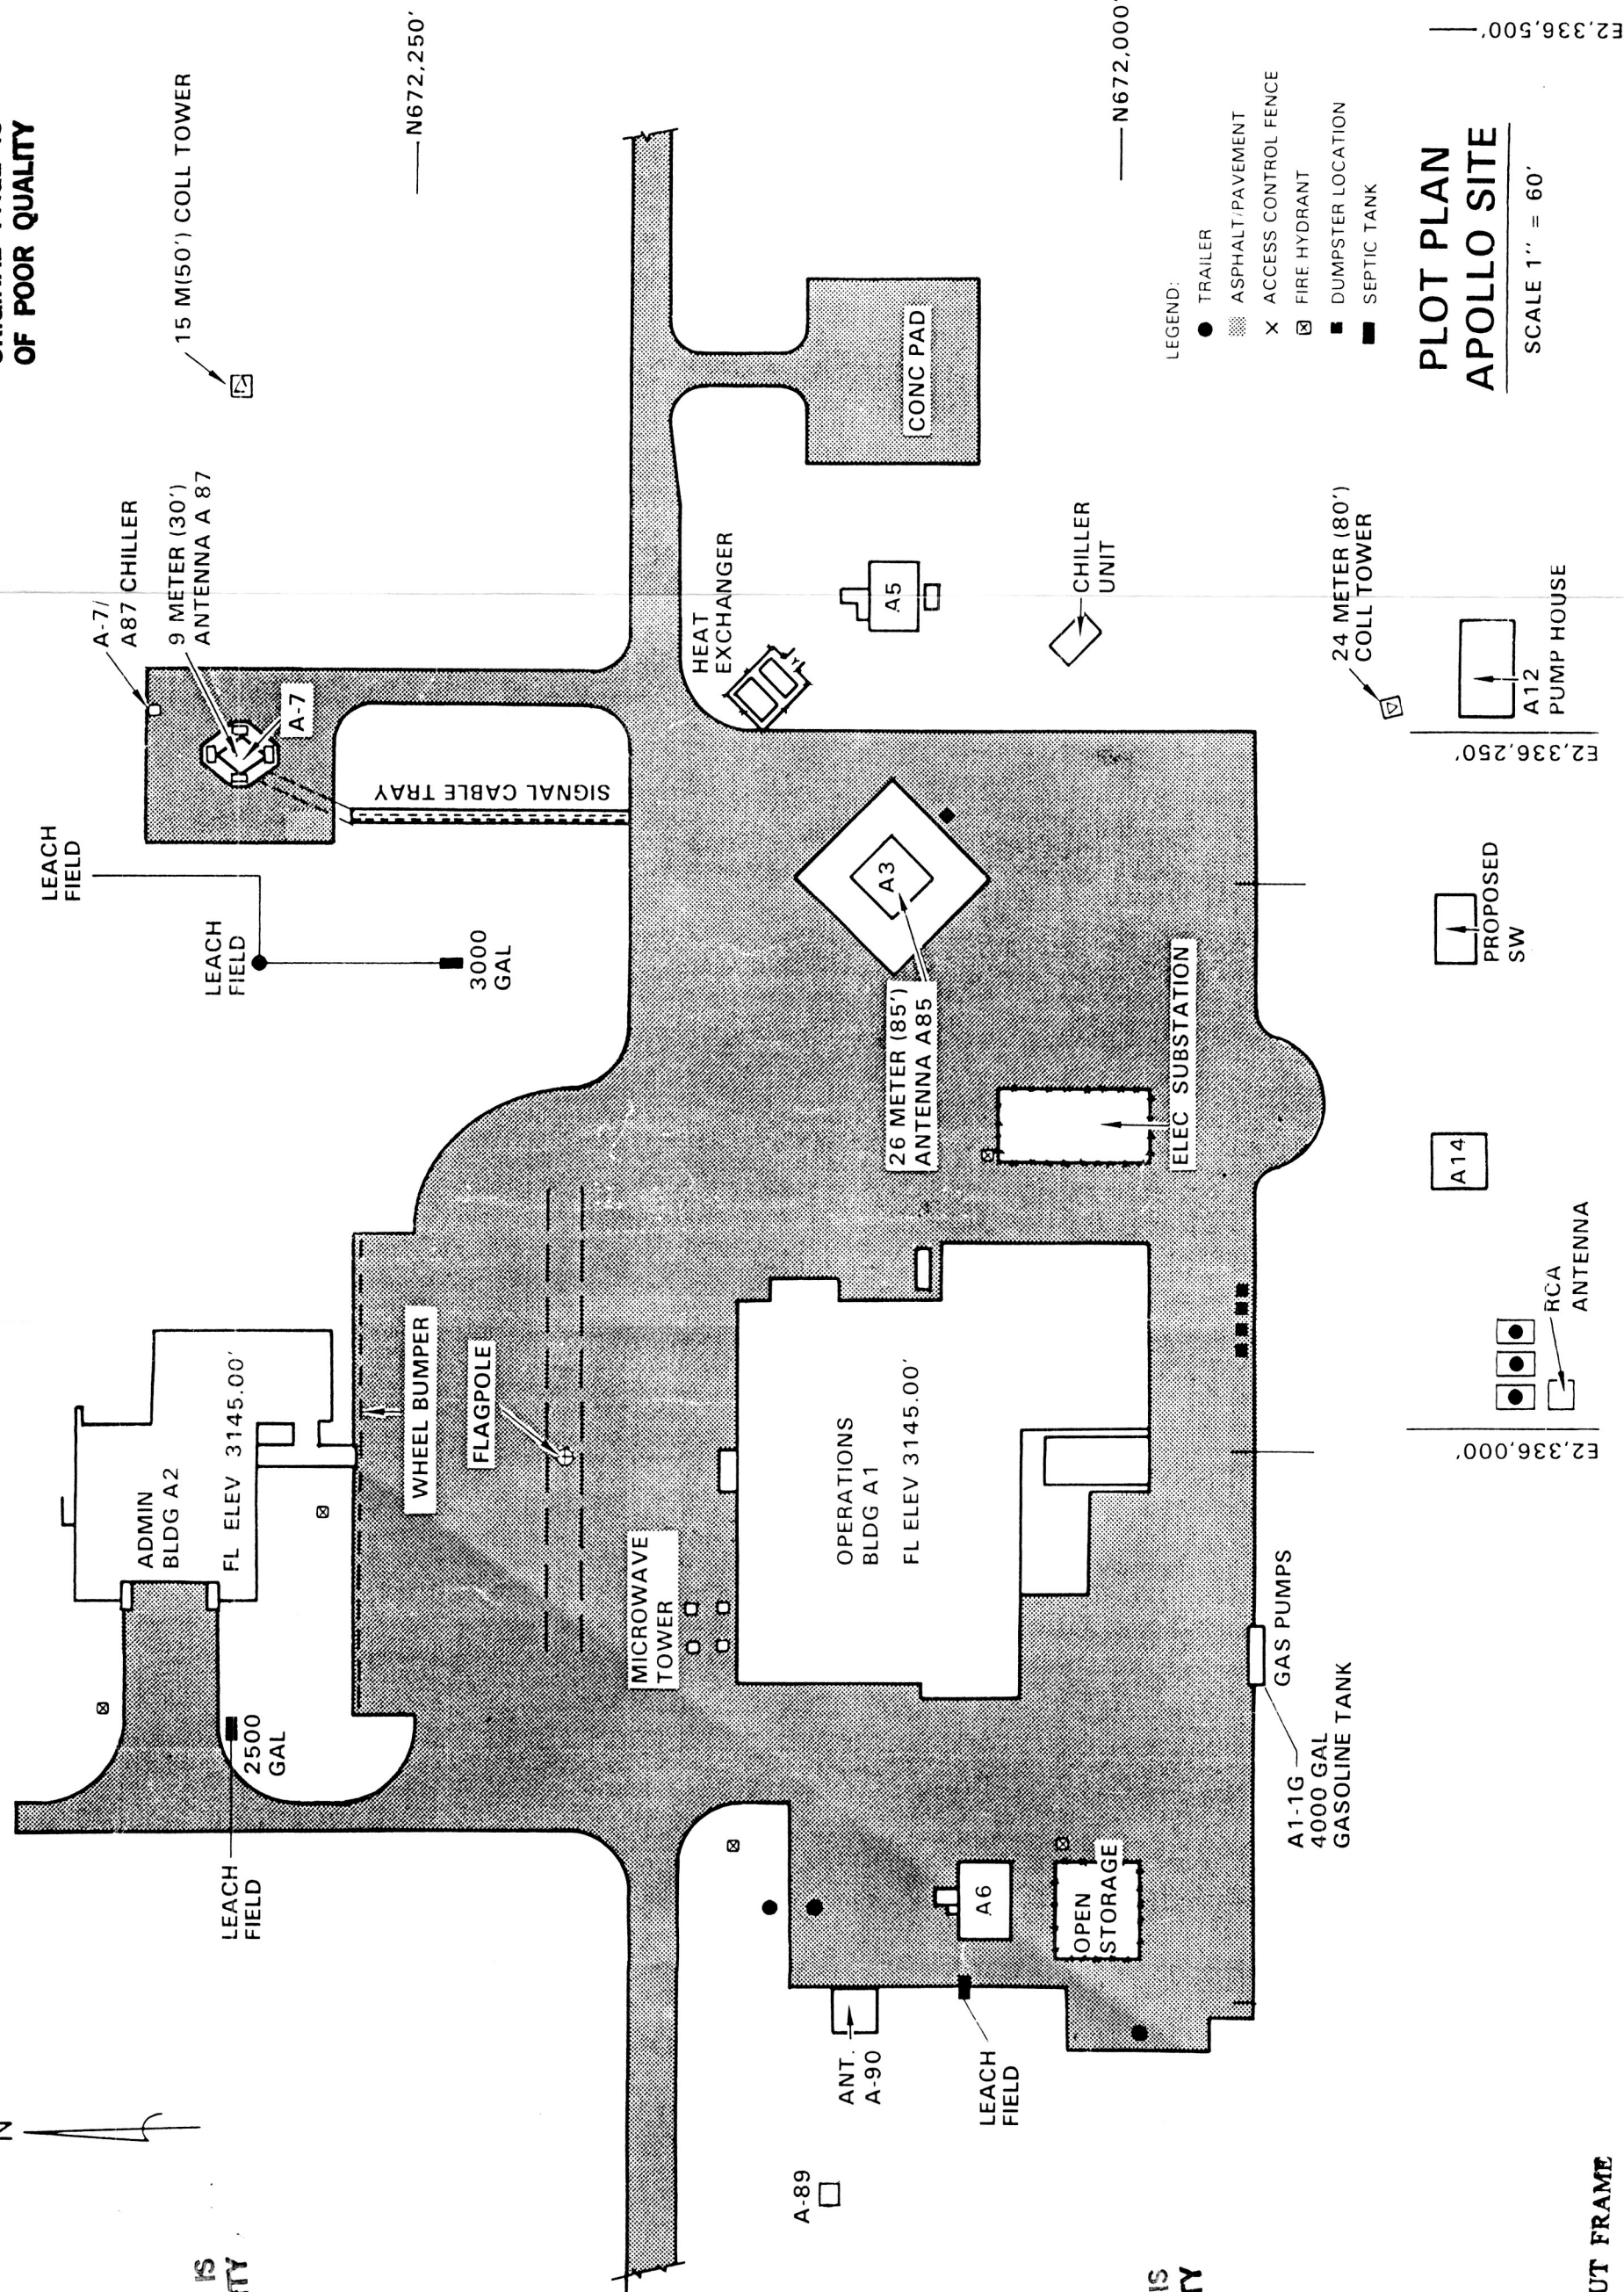 OF POOR QUALITY
N
15 M(50') COLL TOWER
N672,250'
A-7/
A87 CHILLER
9 METER (30')
ANTENNA A 87
A-7
LEACH
FIELD
LEACH
FIELD
3000
GAL
SIGNAL CABLE TRAY
ADMIN
BLDG A2
FL ELEV 3145.00'
2500
GAL
LEACH
FIELD
WHEEL BUMPER
FLAGPOLE
MICROWAVE
TOWER
OPERATIONS
BLDG A1
FL ELEV 3145.00'
HEAT
EXCHANGER
A5
CONC PAD
CHILLER
UNIT
A3
26 METER (85')
ANTENNA A85
ELEC SUBSTATION
A-89
ANT.
A-90
LEACH
FIELD
A6
OPEN
STORAGE
GAS PUMPS
A1-1G
4000 GAL
GASOLINE TANK
N672,000'
LEGEND:
TRAILER
ASPHALT/PAVEMENT
ACCESS CONTROL FENCE
FIRE HYDRANT
DUMPSTER LOCATION
SEPTIC TANK
24 METER (80')
COLL TOWER
A12
PUMP HOUSE
PROPOSED
SW
A14
RCA
ANTENNA
E2,336,000'
E2,336,250'
E2,336,500'
PLOT PLAN
APOLLO SITE
SCALE 1" = 60'
IS
IS
FRAME